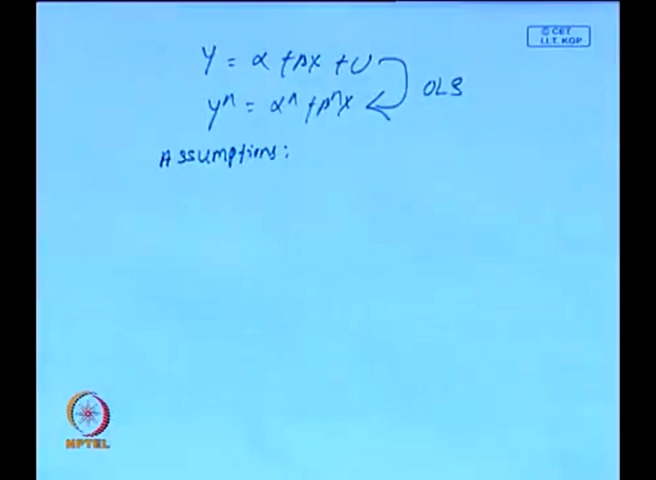 © CET
I.I.T. KGP
Y = α + βX + U
Y^ = α^ + β^X
OLS
Assumptions:
NPTEL